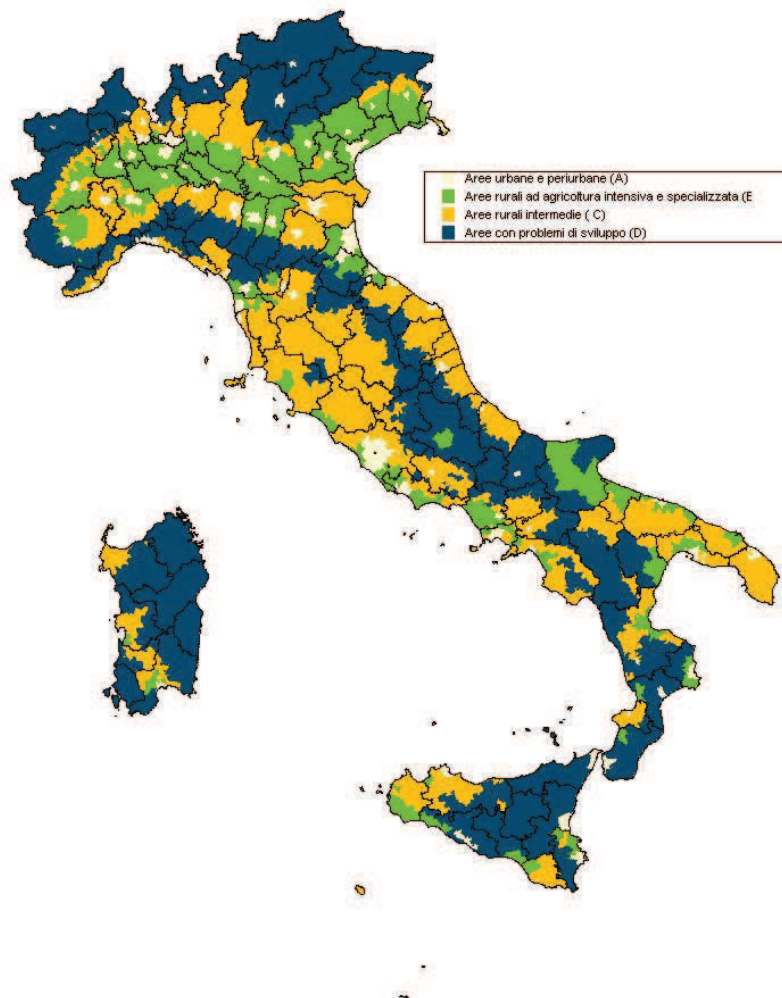 Aree urbane e periurbane (A)
Aree rurali ad agricoltura intensiva e specializzata (E
Aree rurali intermedie ( C)
Aree con problemi di sviluppo (D)